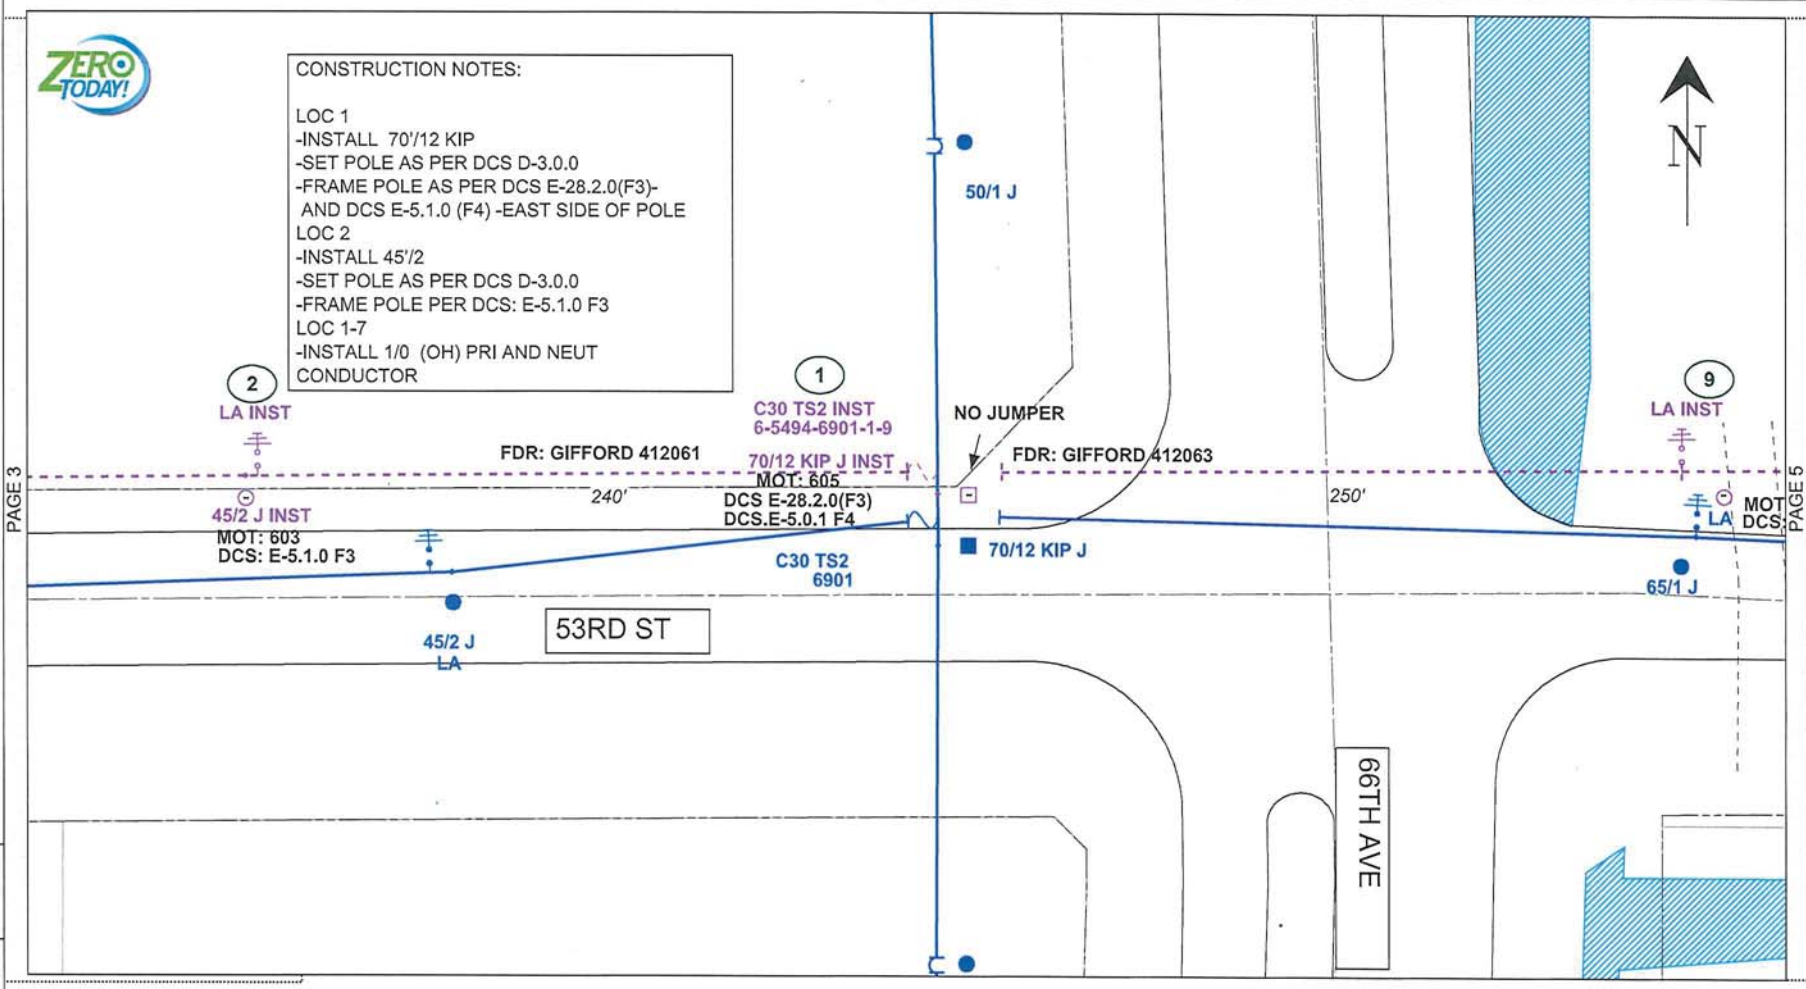 ZERO
TODAY!
CONSTRUCTION NOTES:
LOC 1
-INSTALL 70'/12 KIP
-SET POLE AS PER DCS D-3.0.0
-FRAME POLE AS PER DCS E-28.2.0(F3)-
AND DCS E-5.1.0 (F4) -EAST SIDE OF POLE
LOC 2
-INSTALL 45'/2
-SET POLE AS PER DCS D-3.0.0
-FRAME POLE PER DCS: E-5.1.0 F3
LOC 1-7
-INSTALL 1/0 (OH) PRI AND NEUT
CONDUCTOR
50/1 J
N
2
LA INST
1
C30 TS2 INST
6-5494-6901-1-9
NO JUMPER
9
LA INST
FDR: GIFFORD 412061
70/12 KIP J INST
FDR: GIFFORD 412063
PAGE 3
240'
MOT: 605
DCS E-28.2.0(F3)
DCS.E-5.0.1 F4
250'
45/2 J INST
MOT: 603
DCS: E-5.1.0 F3
LA
MOT
DCS:
PAGE 5
70/12 KIP J
C30 TS2
6901
65/1 J
45/2 J
LA
53RD ST
66TH AVE